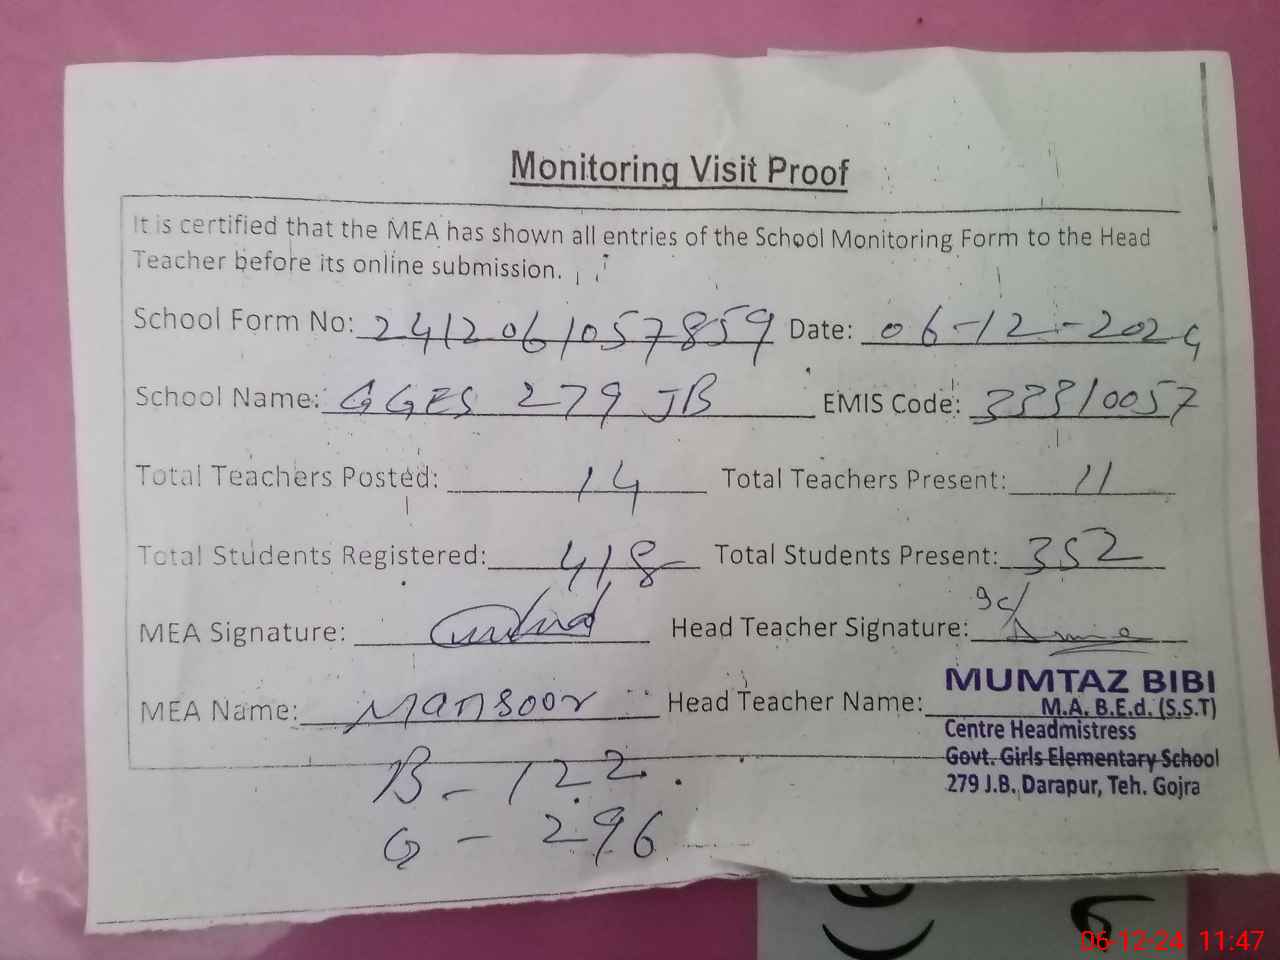 Monitoring Visit Proof
It is certified that the MEA has shown all entries of the School Monitoring Form to the Head
Teacher before its online submission.
School Form No: 2412061057859 Date: 06-12-2024
School Name: GGES 279 JB EMIS Code: 33310057
Total Teachers Posted: 14 Total Teachers Present: 11
Total Students Registered: 418 Total Students Present: 352
MEA Signature: Head Teacher Signature:
MEA Name: Mansoor Head Teacher Name:
MUMTAZ BIBI
M.A. B.E.d. (S.S.T)
Centre Headmistress
Govt. Girls Elementary School
279 J.B. Darapur, Teh. Gojra
B - 122
G - 296
06-12-24 11:47